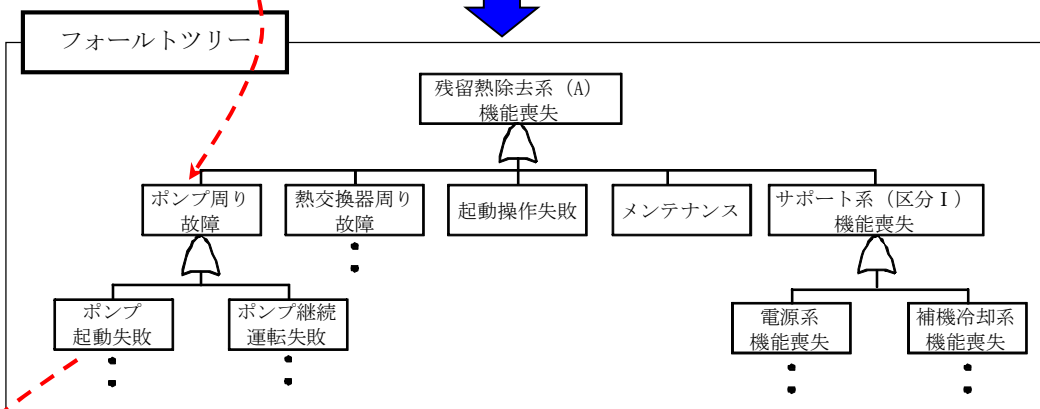 フォールトツリー
残留熱除去系(A)
機能喪失
ポンプ周り
故障
熱交換器周り
故障
起動操作失敗
メンテナンス
サポート系(区分Ⅰ)
機能喪失
ポンプ
起動失敗
ポンプ継続
運転失敗
電源系
機能喪失
補機冷却系
機能喪失